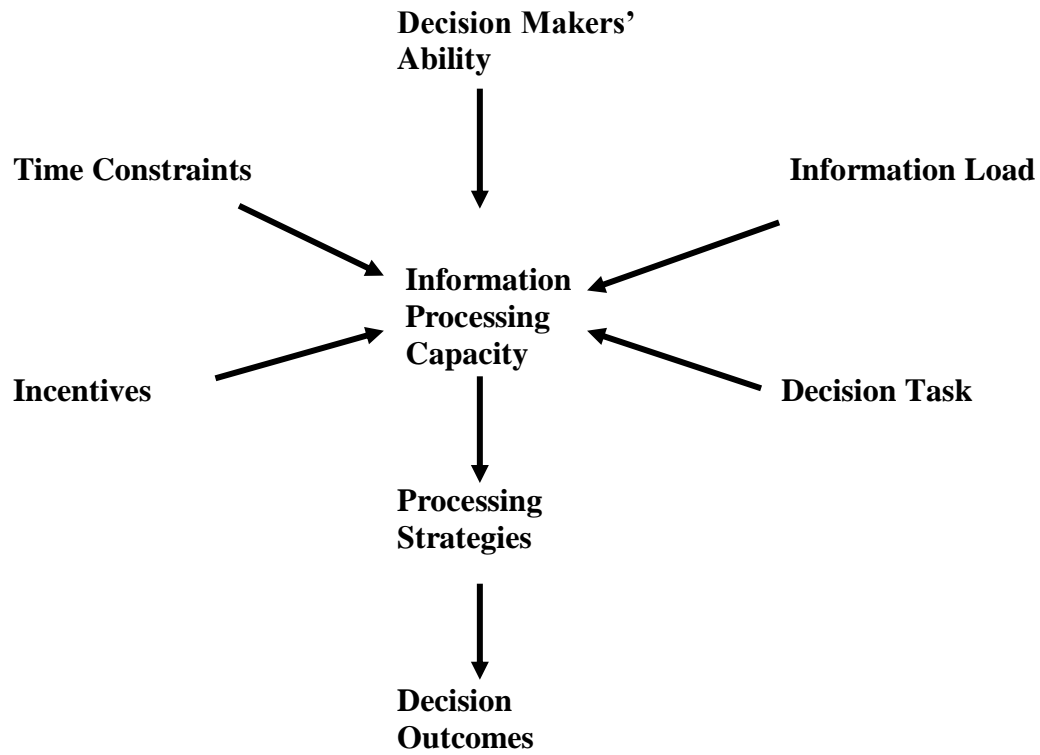 Decision Makers’
Ability
Time Constraints
Information Load
Information
Processing
Capacity
Incentives
Decision Task
Processing
Strategies
Decision
Outcomes